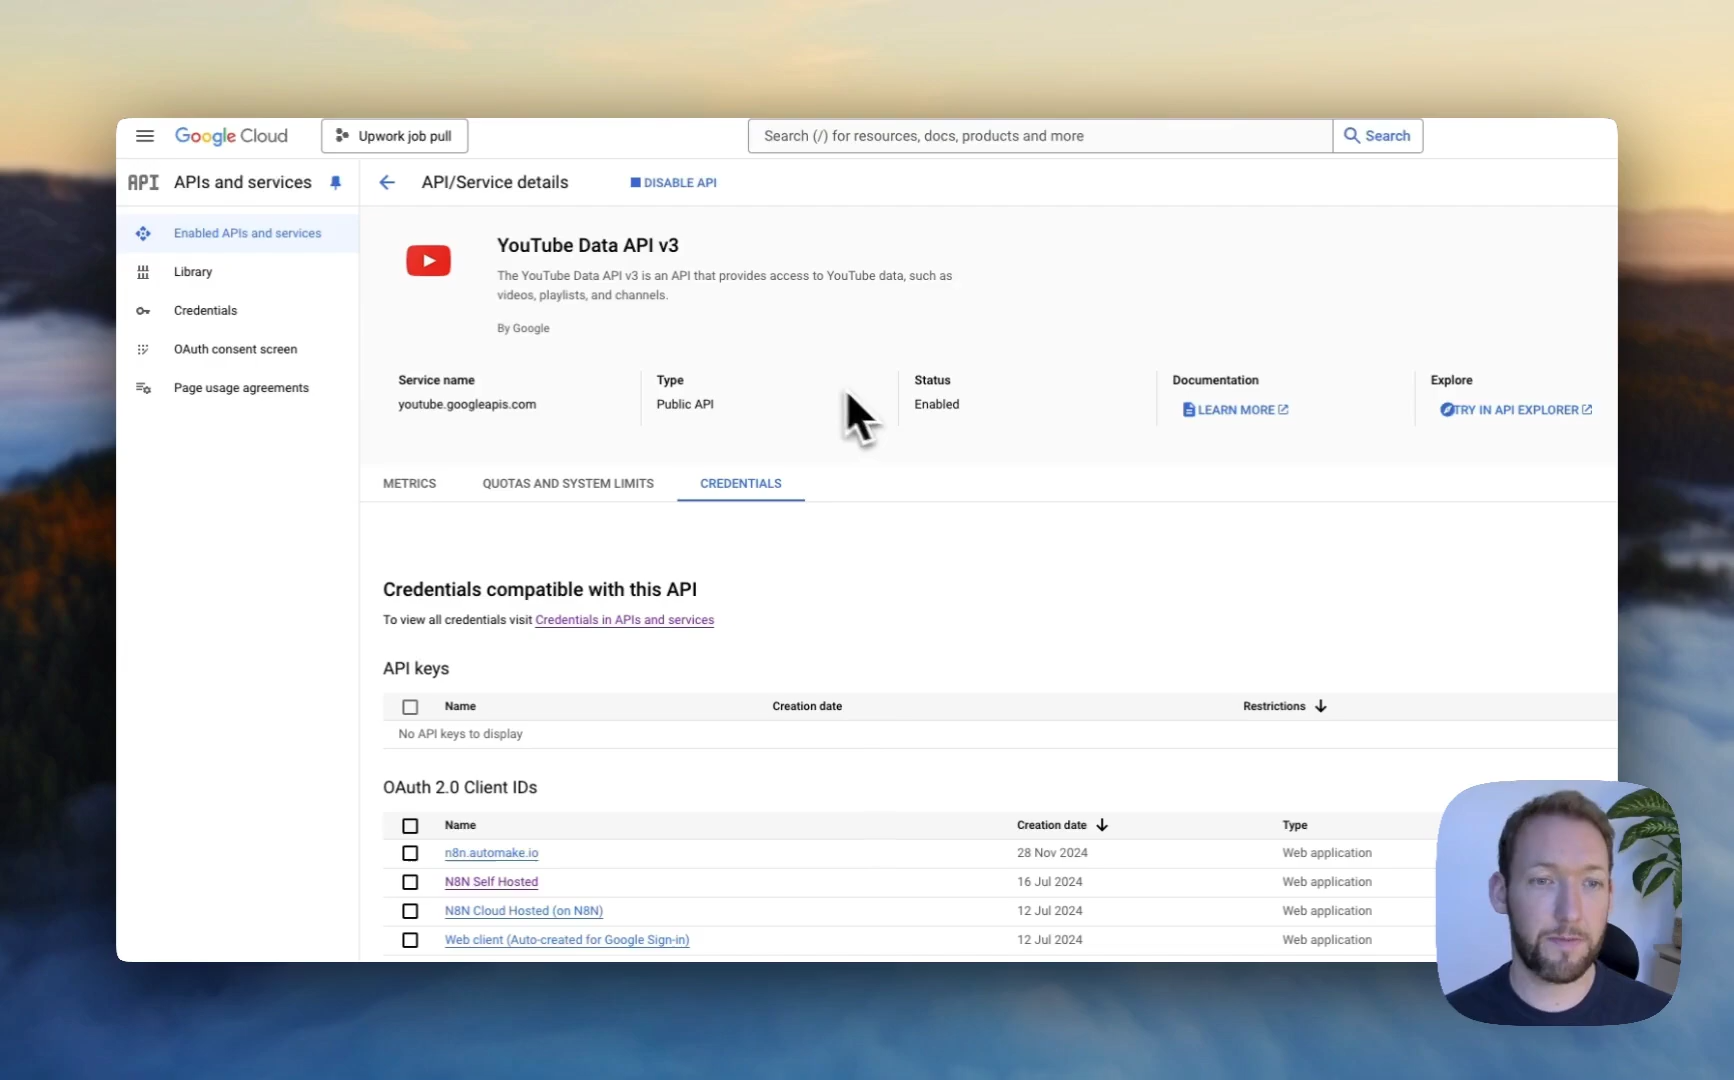 Google Cloud
Upwork job pull
Search (/) for resources, docs, products and more
Search
API APIs and services
API/Service details
DISABLE API
Enabled APIs and services
Library
Credentials
OAuth consent screen
Page usage agreements
YouTube Data API v3
The YouTube Data API v3 is an API that provides access to YouTube data, such as
videos, playlists, and channels.
By Google
Service name
youtube.googleapis.com
Type
Public API
Status
Enabled
Documentation
LEARN MORE
Explore
TRY IN API EXPLORER
METRICS
QUOTAS AND SYSTEM LIMITS
CREDENTIALS
Credentials compatible with this API
To view all credentials visit Credentials in APIs and services
API keys
Name Creation date Restrictions
No API keys to display
OAuth 2.0 Client IDs
Name Creation date Type
n8n.automake.io 28 Nov 2024 Web application
N8N Self Hosted 16 Jul 2024 Web application
N8N Cloud Hosted (on N8N) 12 Jul 2024 Web application
Web client (Auto-created for Google Sign-in) 12 Jul 2024 Web application